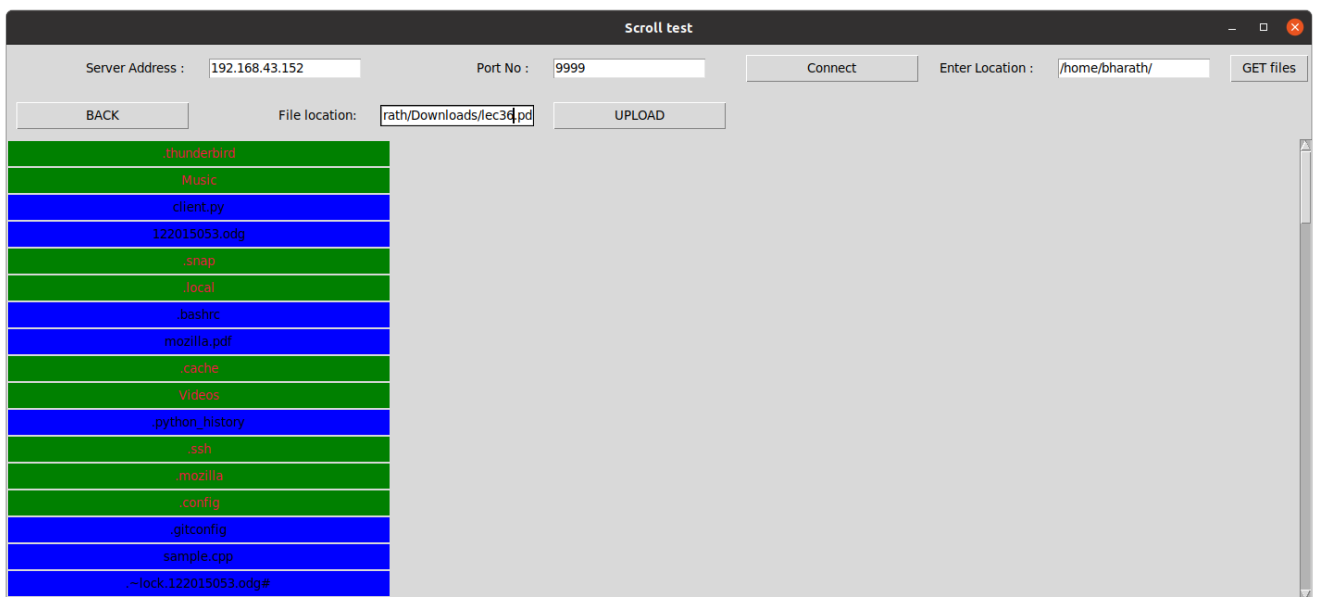 Scroll test
Server Address : 192.168.43.152 Port No : 9999 Connect Enter Location : /home/bharath/ GET files
BACK File location: rath/Downloads/lec36.pd UPLOAD
.thunderbird
Music
client.py
122015053.odg
.snap
.local
.bashrc
mozilla.pdf
.cache
Videos
.python_history
.ssh
.mozilla
.config
.gitconfig
sample.cpp
.~lock.122015053.odg#